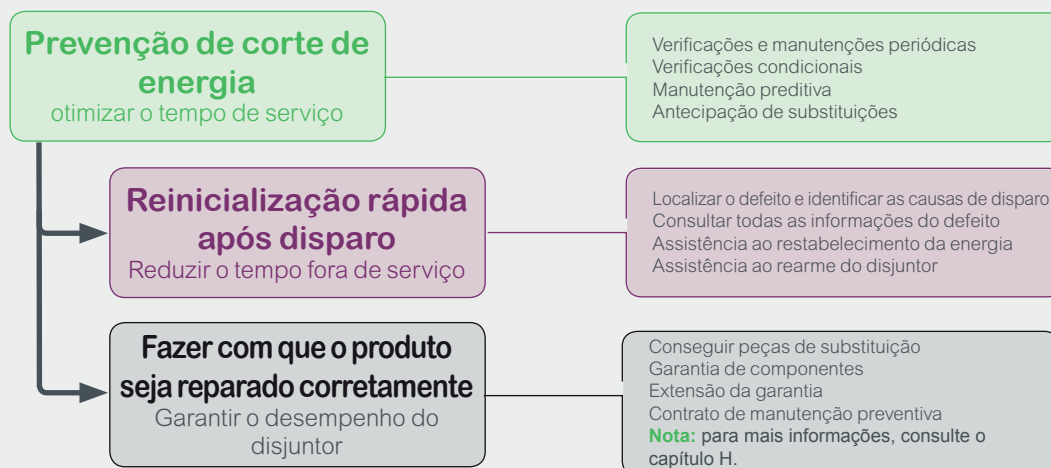 Prevenção de corte de
energia
otimizar o tempo de serviço
Verificações e manutenções periódicas
Verificações condicionais
Manutenção preditiva
Antecipação de substituições
Reinicialização rápida
após disparo
Reduzir o tempo fora de serviço
Localizar o defeito e identificar as causas de disparo
Consultar todas as informações do defeito
Assistência ao restabelecimento da energia
Assistência ao rearme do disjuntor
Fazer com que o produto
seja reparado corretamente
Garantir o desempenho do
disjuntor
Conseguir peças de substituição
Garantia de componentes
Extensão da garantia
Contrato de manutenção preventiva
Nota: para mais informações, consulte o
capítulo H.